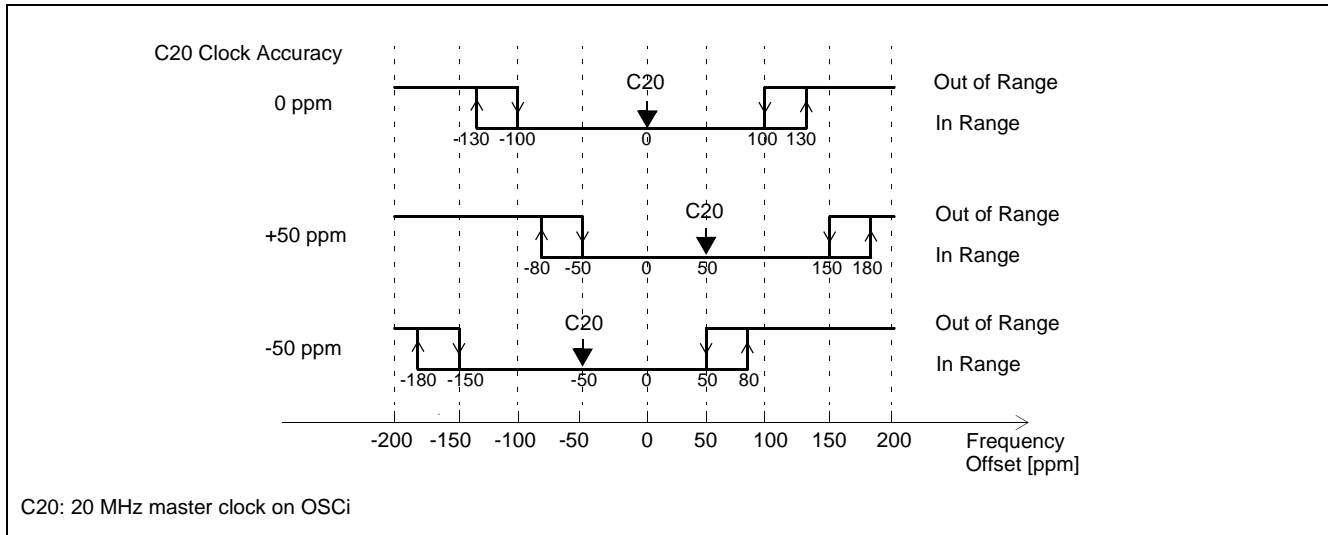 C20 Clock Accuracy
C20
Out of Range
0 ppm
In Range
-130 -100 0 100 130
C20
Out of Range
+50 ppm
In Range
-80 -50 0 50 150 180
C20
Out of Range
-50 ppm
In Range
-180 -150 -50 0 50 80
-200 -150 -100 -50 0 50 100 150 200 Frequency
Offset [ppm]
C20: 20 MHz master clock on OSCi